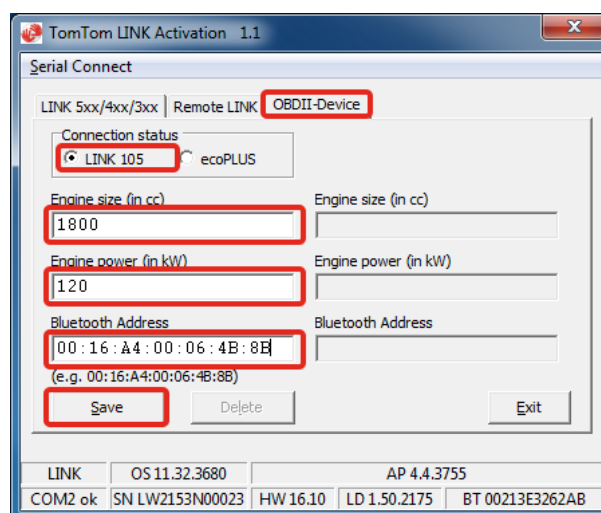 TomTom LINK Activation 1.1
Serial Connect
LINK 5xx/4xx/3xx Remote LINK OBDII-Device
Connection status
LINK 105 ecoPLUS
Engine size (in cc) Engine size (in cc)
1800
Engine power (in kW) Engine power (in kW)
120
Bluetooth Address Bluetooth Address
00:16:A4:00:06:4B:8B
(e.g. 00:16:A4:00:06:4B:8B)
Save Delete Exit
LINK OS 11.32.3680 AP 4.4.3755
COM2 ok SN LW2153N00023 HW 16.10 LD 1.50.2175 BT 00213E3262AB